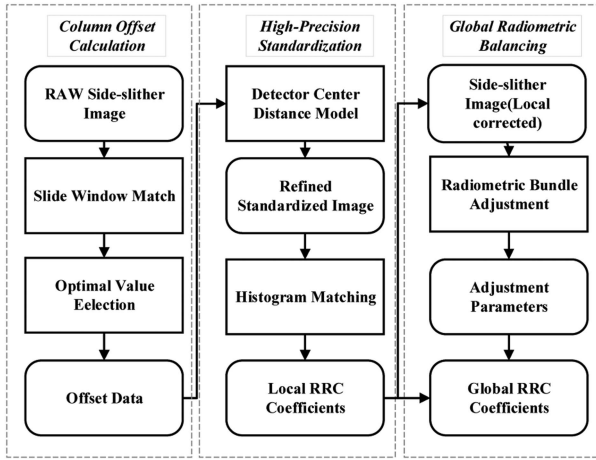 Column Offset
Calculation
RAW Side-slither
Image
Slide Window Match
Optimal Value
Eelection
Offset Data
High-Precision
Standardization
Detector Center
Distance Model
Refined
Standardized Image
Histogram Matching
Local RRC
Coefficients
Global Radiometric
Balancing
Side-slither
Image(Local
corrected)
Radiometric Bundle
Adjustment
Adjustment
Parameters
Global RRC
Coefficients